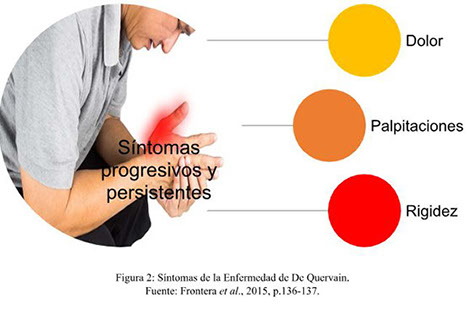 Dolor
Síntomas
progresivos y
persistentes
Palpitaciones
Rigidez
Figura 2: Síntomas de la Enfermedad de De Quervain.
Fuente: Frontera et al., 2015, p.136-137.